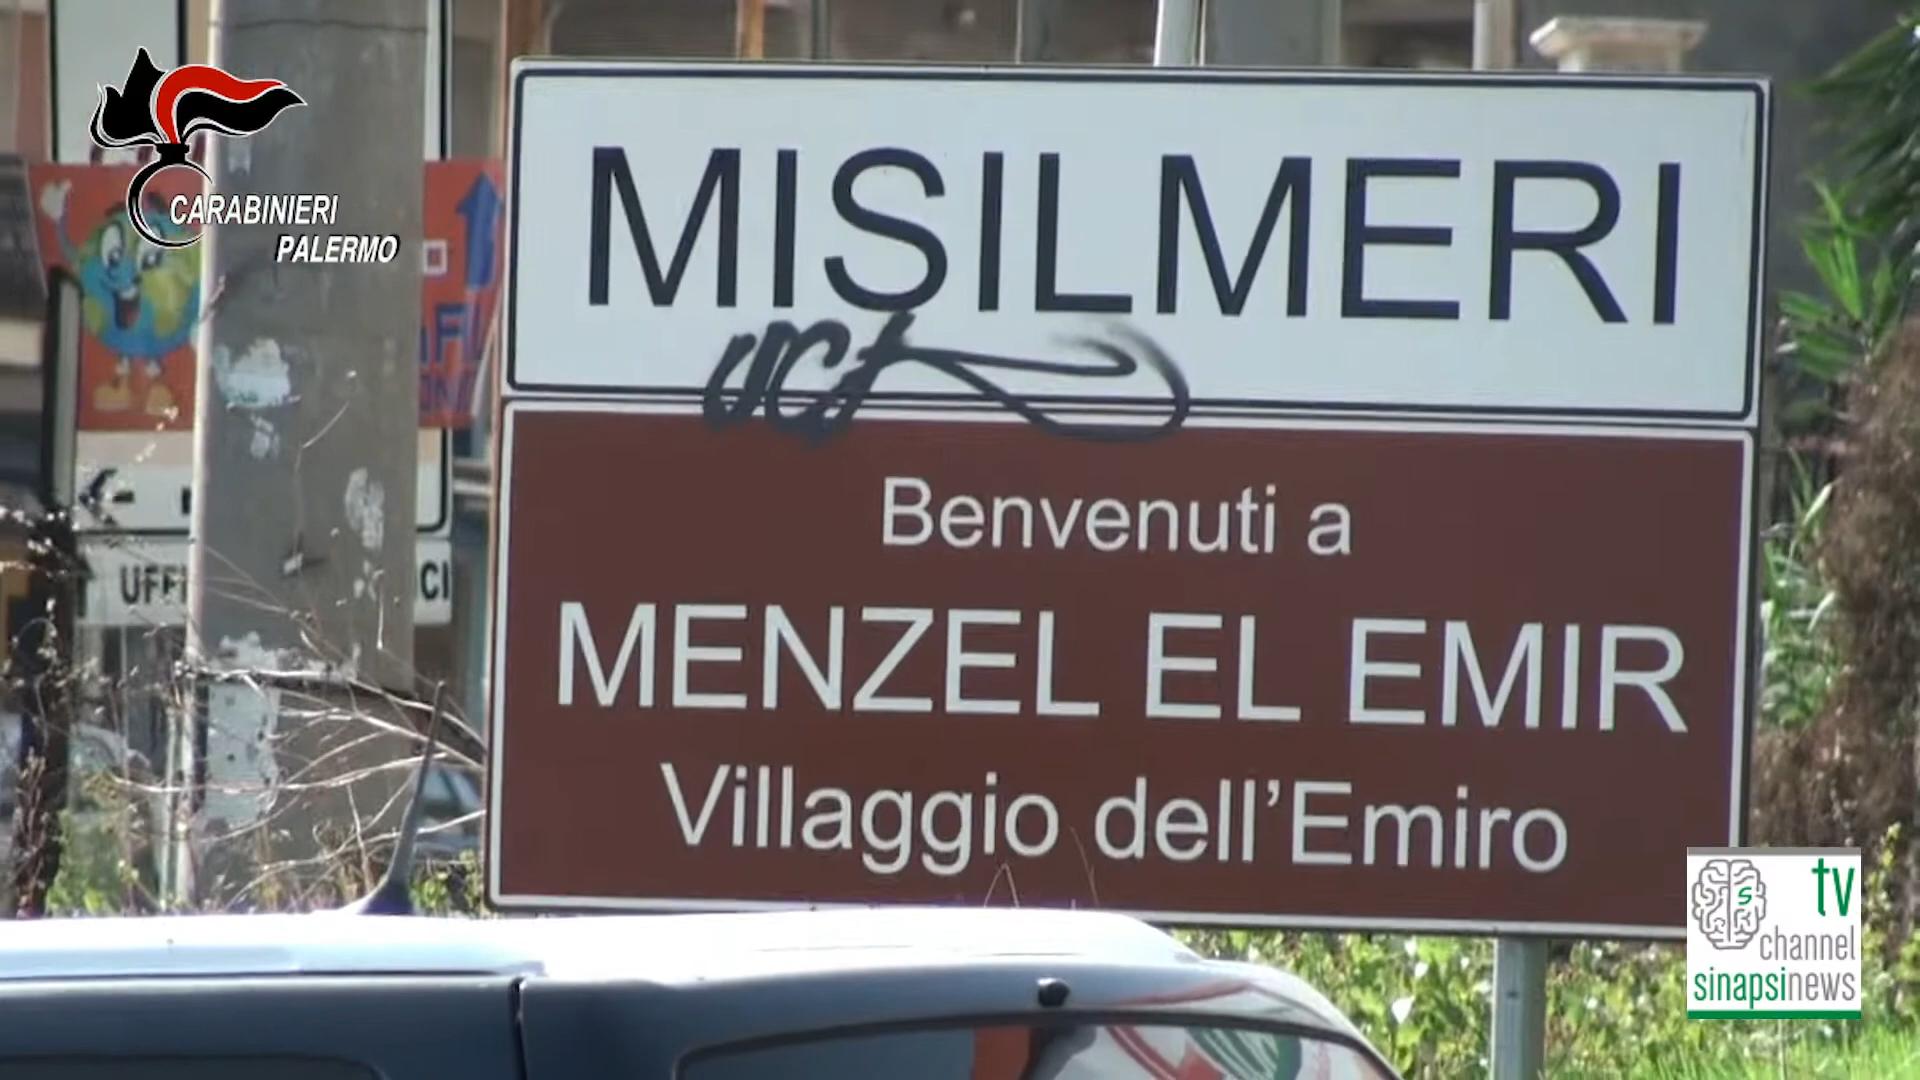 CARABINIERI
PALERMO
MISILMERI
Benvenuti a
MENZEL EL EMIR
Villaggio dell'Emiro
tv
channel
sinapsinews